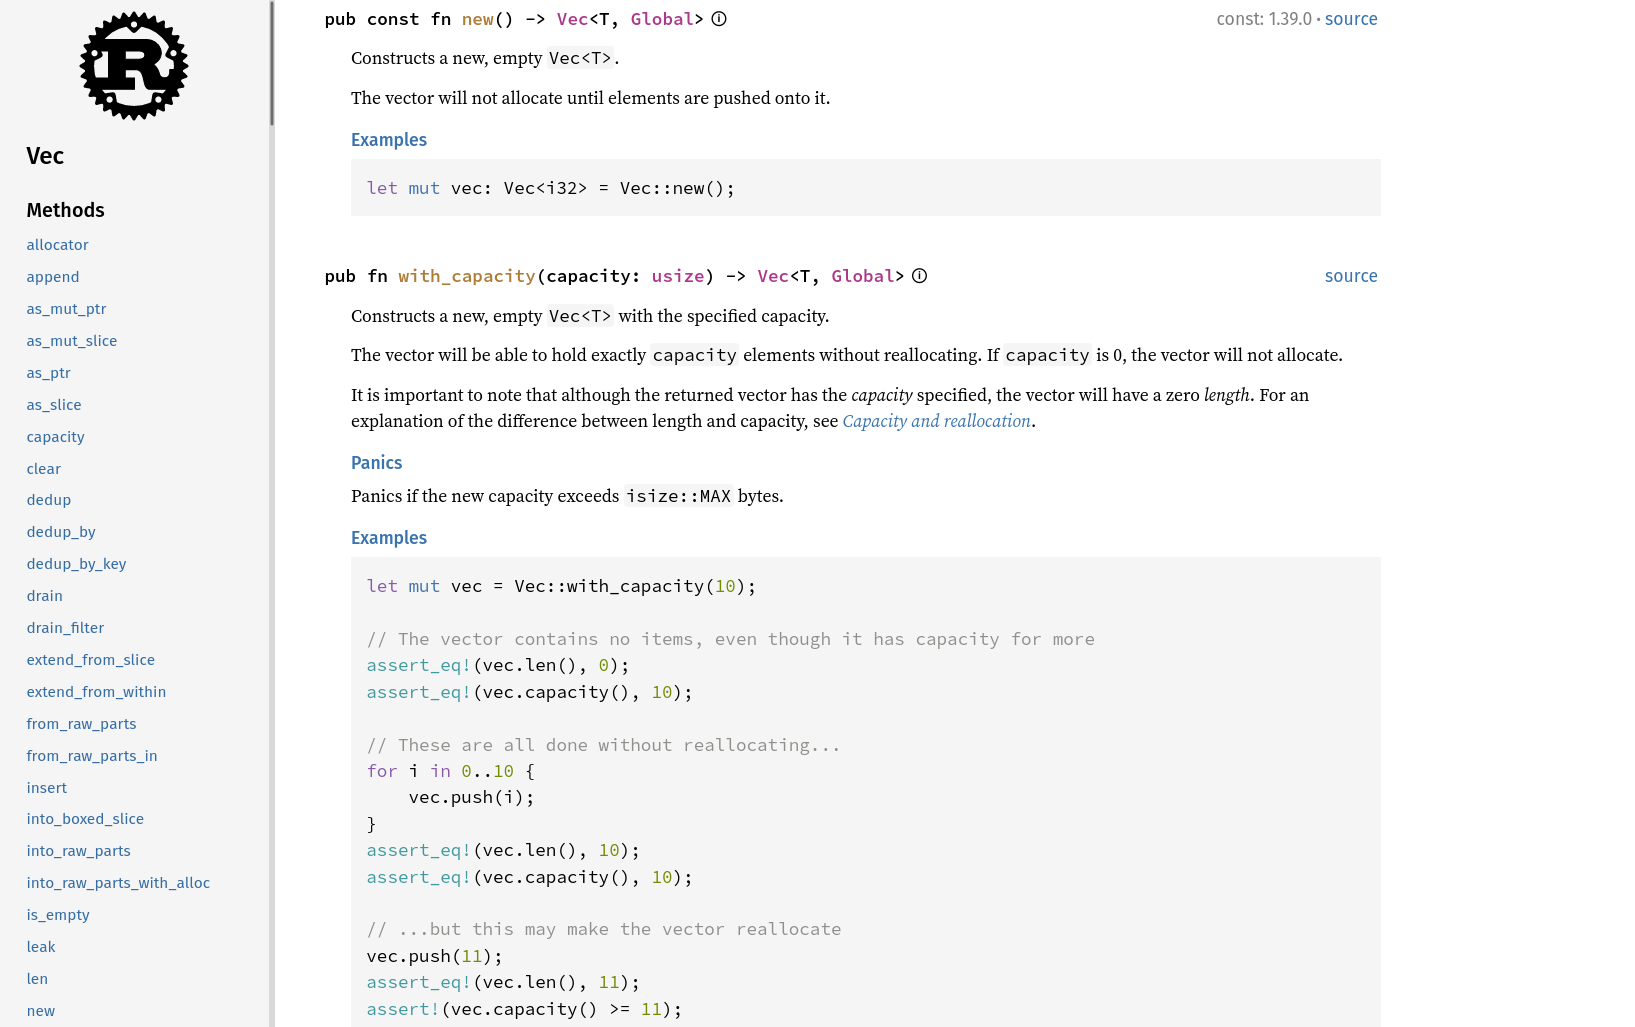 Vec
Methods
allocator
append
as_mut_ptr
as_mut_slice
as_ptr
as_slice
capacity
clear
dedup
dedup_by
dedup_by_key
drain
drain_filter
extend_from_slice
extend_from_within
from_raw_parts
from_raw_parts_in
insert
into_boxed_slice
into_raw_parts
into_raw_parts_with_alloc
is_empty
leak
len
new
pub const fn new() -> Vec<T, Global> ⓘ const: 1.39.0 · source
Constructs a new, empty Vec<T>.
The vector will not allocate until elements are pushed onto it.
Examples
let mut vec: Vec<i32> = Vec::new();
pub fn with_capacity(capacity: usize) -> Vec<T, Global> ⓘ source
Constructs a new, empty Vec<T> with the specified capacity.
The vector will be able to hold exactly capacity elements without reallocating. If capacity is 0, the vector will not allocate.
It is important to note that although the returned vector has the capacity specified, the vector will have a zero length. For an
explanation of the difference between length and capacity, see Capacity and reallocation.
Panics
Panics if the new capacity exceeds isize::MAX bytes.
Examples
let mut vec = Vec::with_capacity(10);
// The vector contains no items, even though it has capacity for more
assert_eq!(vec.len(), 0);
assert_eq!(vec.capacity(), 10);
// These are all done without reallocating...
for i in 0..10 {
    vec.push(i);
}
assert_eq!(vec.len(), 10);
assert_eq!(vec.capacity(), 10);
// ...but this may make the vector reallocate
vec.push(11);
assert_eq!(vec.len(), 11);
assert!(vec.capacity() >= 11);